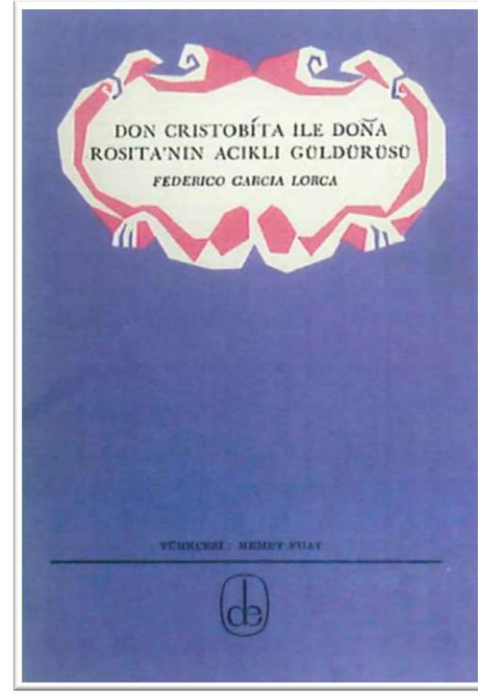 DON CRISTOBÍTA ILE DOÑA
ROSITA'NIN ACIKLI GÜLDÜRÜSÜ
FEDERICO GARCIA LORCA
TÜRKÇESİ : MEMET FUAT
de